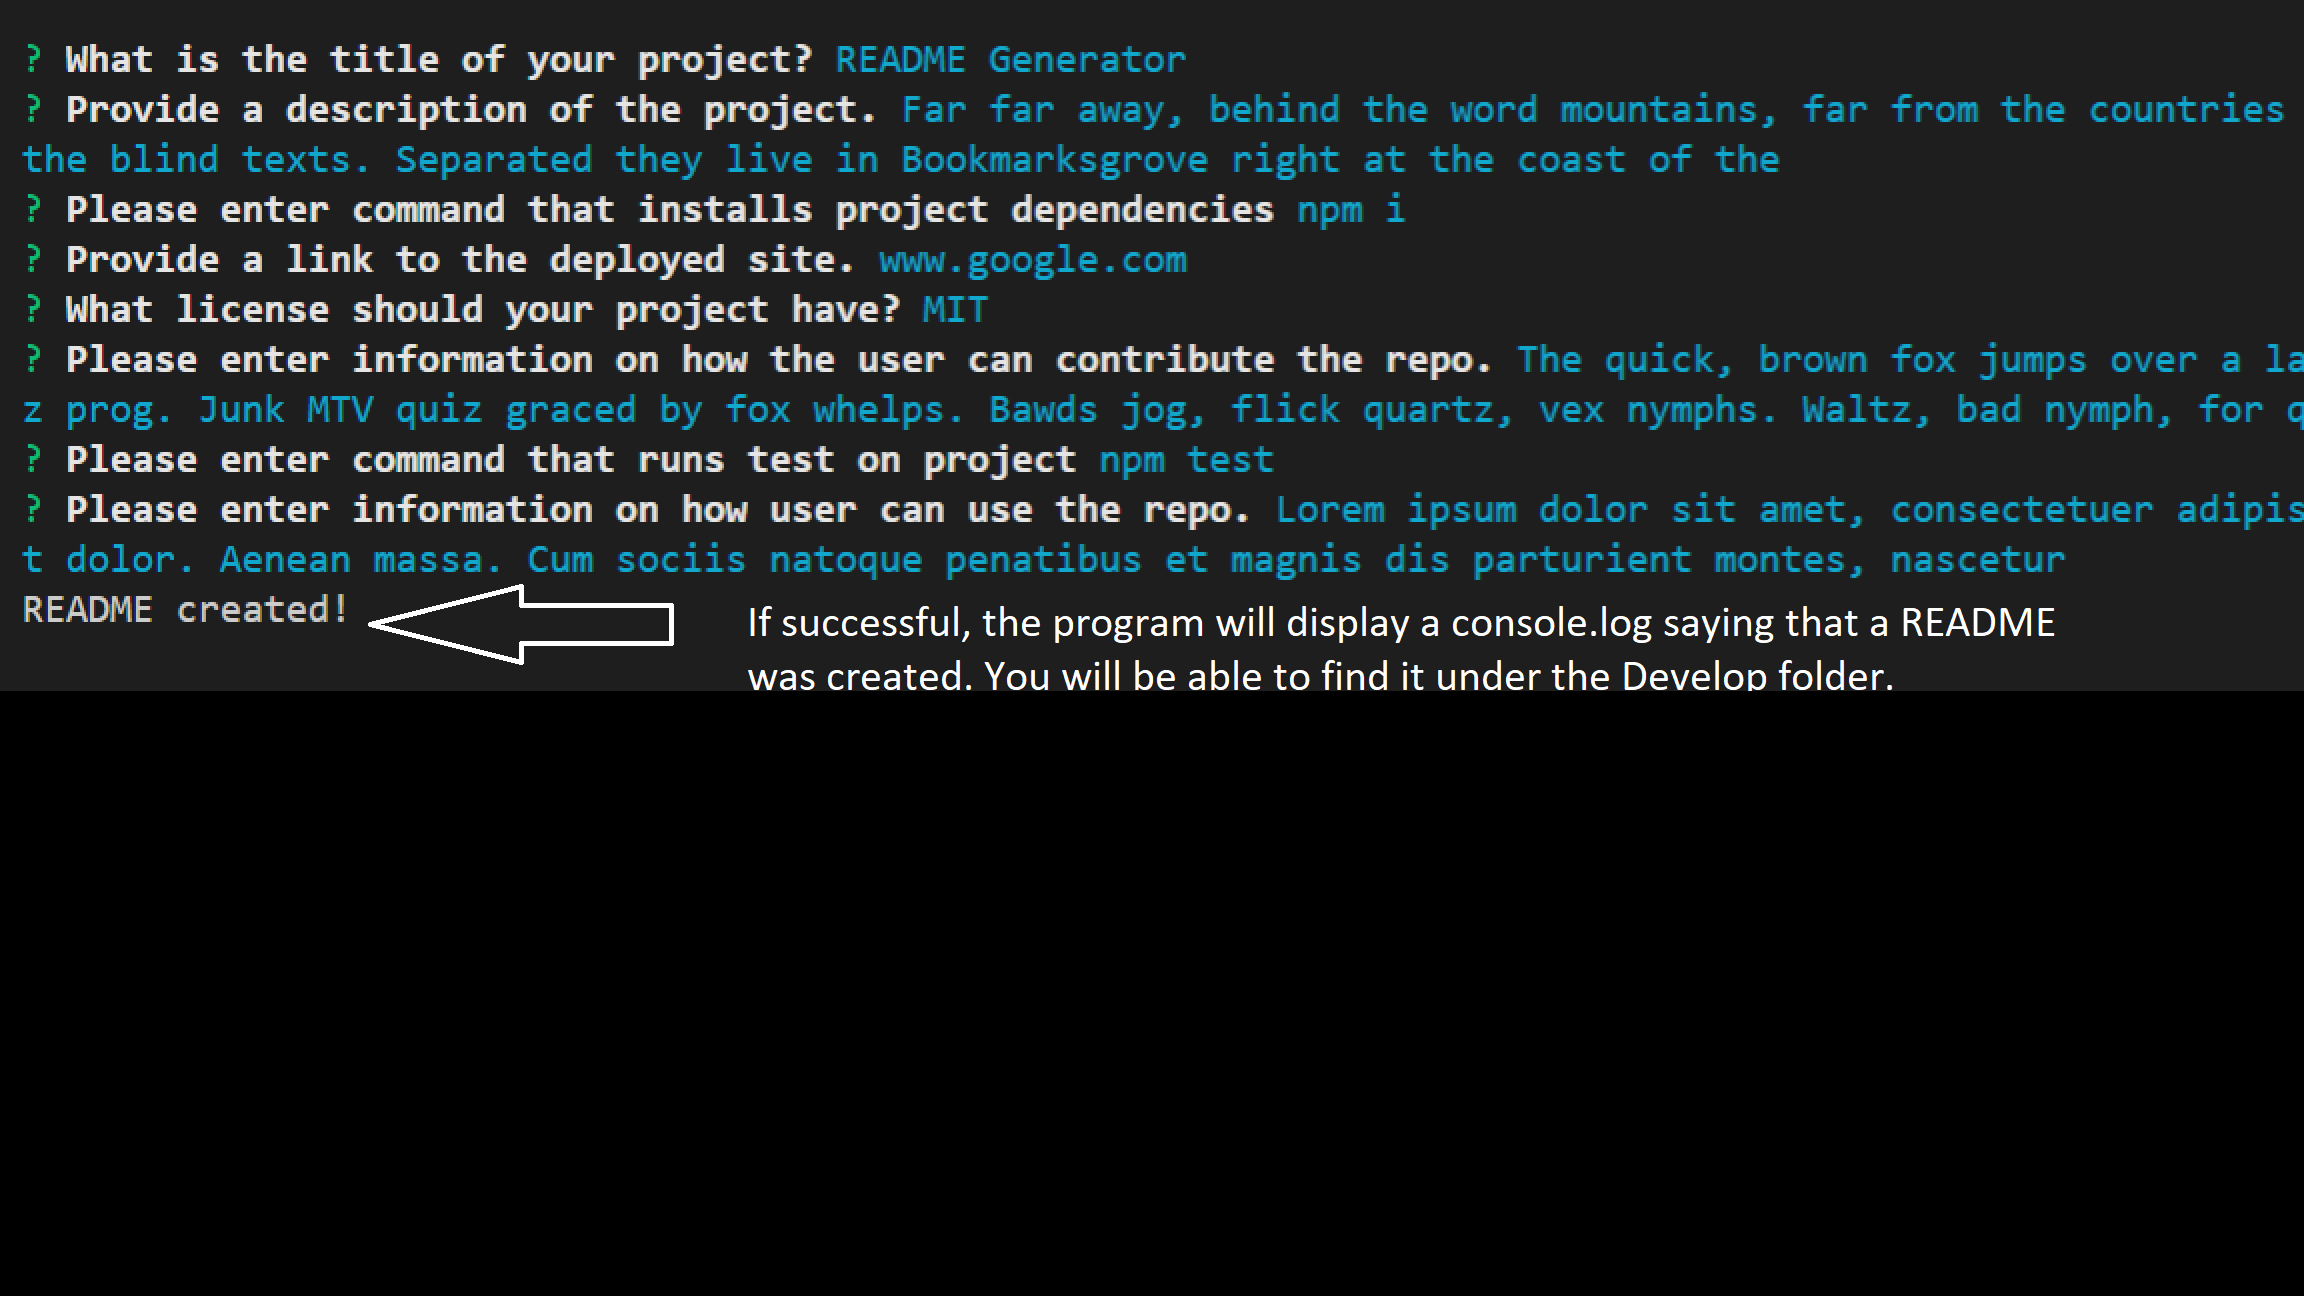 ? What is the title of your project? README Generator
? Provide a description of the project. Far far away, behind the word mountains, far from the countries
the blind texts. Separated they live in Bookmarksgrove right at the coast of the
? Please enter command that installs project dependencies npm i
? Provide a link to the deployed site. www.google.com
? What license should your project have? MIT
? Please enter information on how the user can contribute the repo. The quick, brown fox jumps over a la
z prog. Junk MTV quiz graced by fox whelps. Bawds jog, flick quartz, vex nymphs. Waltz, bad nymph, for q
? Please enter command that runs test on project npm test
? Please enter information on how user can use the repo. Lorem ipsum dolor sit amet, consectetuer adipis
t dolor. Aenean massa. Cum sociis natoque penatibus et magnis dis parturient montes, nascetur
README created!
If successful, the program will display a console.log saying that a README
was created. You will be able to find it under the Develop folder.